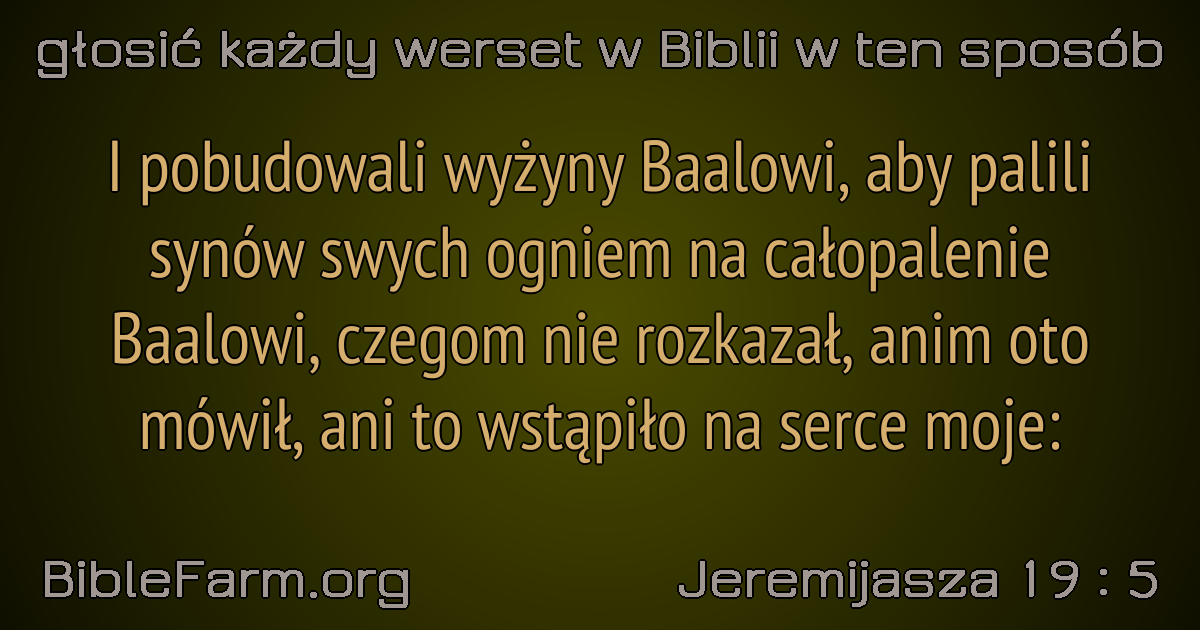 głosić każdy werset w Biblii w ten sposób
I pobudowali wyżyny Baalowi, aby palili
synów swych ogniem na całopalenie
Baalowi, czegom nie rozkazał, anim oto
mówił, ani to wstąpiło na serce moje:
BibleFarm.org
Jeremijasza 19 : 5